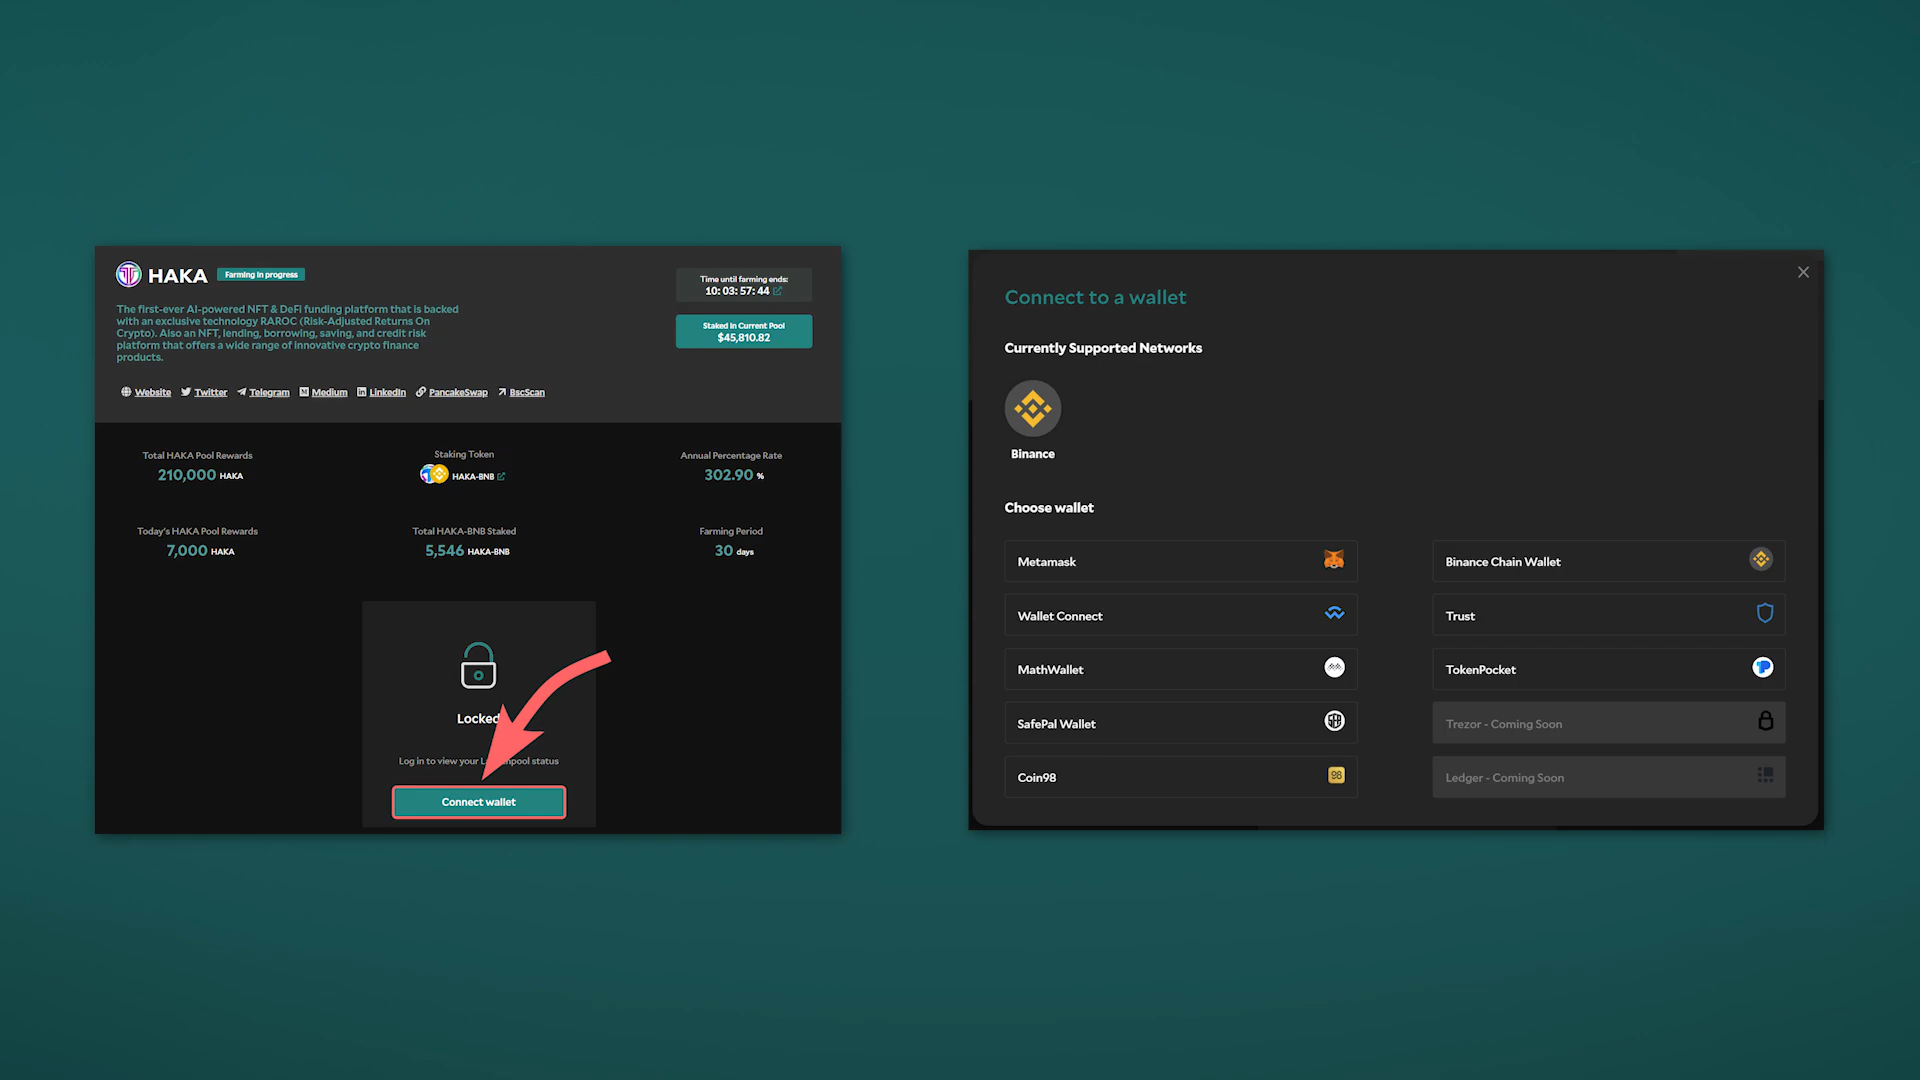 HAKA
Farming in progress
The first-ever AI-powered NFT & DeFi funding platform that is backed
with an exclusive technology RAROC (Risk-Adjusted Returns On
Crypto). Also an NFT, lending, borrowing, saving, and credit risk
platform that offers a wide range of innovative crypto finance
products.
Time until farming ends:
10: 03: 57: 44
Staked in Current Pool
$45,810.82
Website Twitter Telegram Medium LinkedIn PancakeSwap BscScan
Total HAKA Pool Rewards
210,000 HAKA
Staking Token
HAKA-BNB
Annual Percentage Rate
302.90 %
Today's HAKA Pool Rewards
7,000 HAKA
Total HAKA-BNB Staked
5,546 HAKA-BNB
Farming Period
30 days
Locked
Log in to view your status
Connect wallet
Connect to a wallet
Currently Supported Networks
Binance
Choose wallet
Metamask
Binance Chain Wallet
Wallet Connect
Trust
MathWallet
TokenPocket
SafePal Wallet
Trezor - Coming Soon
Coin98
98
Ledger - Coming Soon